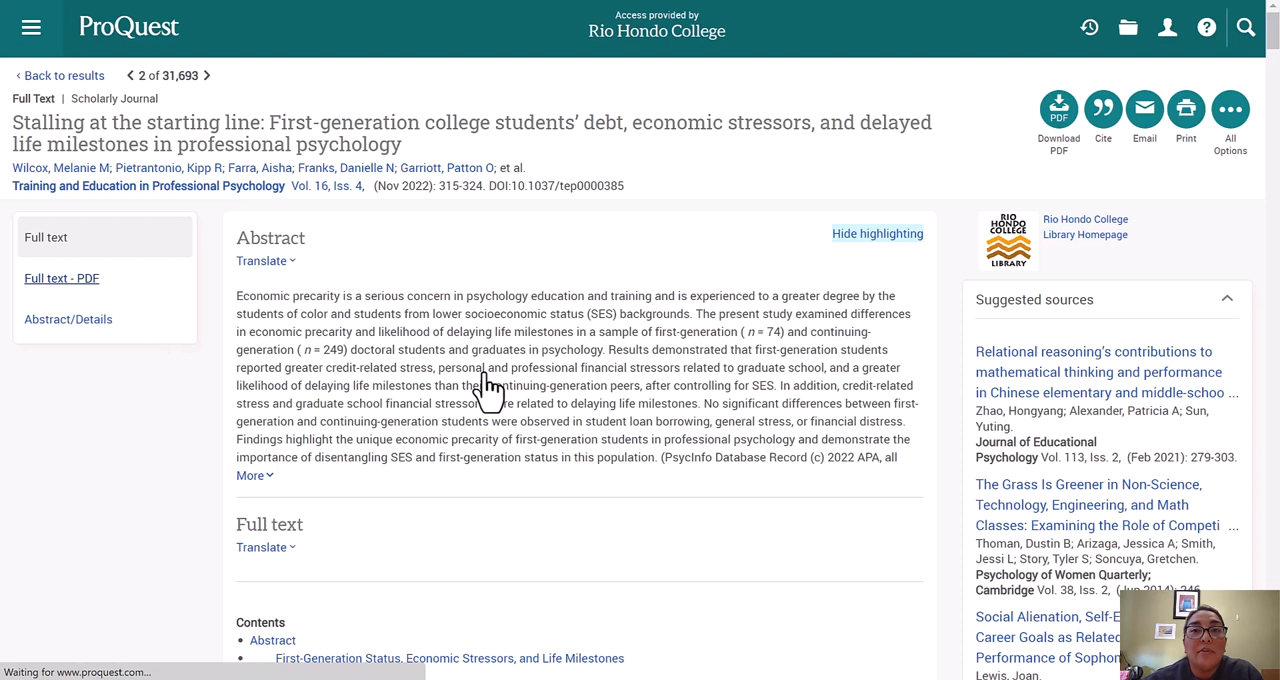 ProQuest
Access provided by
Rio Hondo College
Back to results
2 of 31,693
Full Text | Scholarly Journal
Stalling at the starting line: First-generation college students' debt, economic stressors, and delayed
life milestones in professional psychology
Wilcox, Melanie M; Pietrantonio, Kipp R; Farra, Aisha; Franks, Danielle N; Garriott, Patton O; et al.
Training and Education in Professional Psychology Vol. 16, Iss. 4, (Nov 2022): 315-324. DOI:10.1037/tep0000385
PDF
Download
PDF
Cite
Email
Print
All
Options
Full text
Full text - PDF
Abstract/Details
Abstract
Hide highlighting
Translate
Economic precarity is a serious concern in psychology education and training and is experienced to a greater degree by the
students of color and students from lower socioeconomic status (SES) backgrounds. The present study examined differences
in economic precarity and likelihood of delaying life milestones in a sample of first-generation ( n = 74) and continuing-
generation ( n = 249) doctoral students and graduates in psychology. Results demonstrated that first-generation students
reported greater credit-related stress, personal and professional financial stressors related to graduate school, and a greater
likelihood of delaying life milestones than the ntinuing-generation peers, after controlling for SES. In addition, credit-related
stress and graduate school financial stressor re related to delaying life milestones. No significant differences between first-
generation and continuing-generation students were observed in student loan borrowing, general stress, or financial distress.
Findings highlight the unique economic precarity of first-generation students in professional psychology and demonstrate the
importance of disentangling SES and first-generation status in this population. (PsycInfo Database Record (c) 2022 APA, all
More
Full text
Translate
Contents
• Abstract
• First-Generation Status, Economic Stressors, and Life Milestones
RIO
HONDO
COLLEGE
LIBRARY
Rio Hondo College
Library Homepage
Suggested sources
Relational reasoning's contributions to
mathematical thinking and performance
in Chinese elementary and middle-schoo ...
Zhao, Hongyang; Alexander, Patricia A; Sun,
Yuting.
Journal of Educational
Psychology Vol. 113, Iss. 2, (Feb 2021): 279-303.
The Grass Is Greener in Non-Science,
Technology, Engineering, and Math
Classes: Examining the Role of Competi ...
Thoman, Dustin B; Arizaga, Jessica A; Smith,
Jessi L; Story, Tyler S; Soncuya, Gretchen.
Psychology of Women Quarterly;
Cambridge Vol. 38, Iss. 2, (Jun 2014): 246
Social Alienation, Self-E
Career Goals as Related
Performance of Sophon
Lewis, Joan.
Waiting for www.proquest.com...